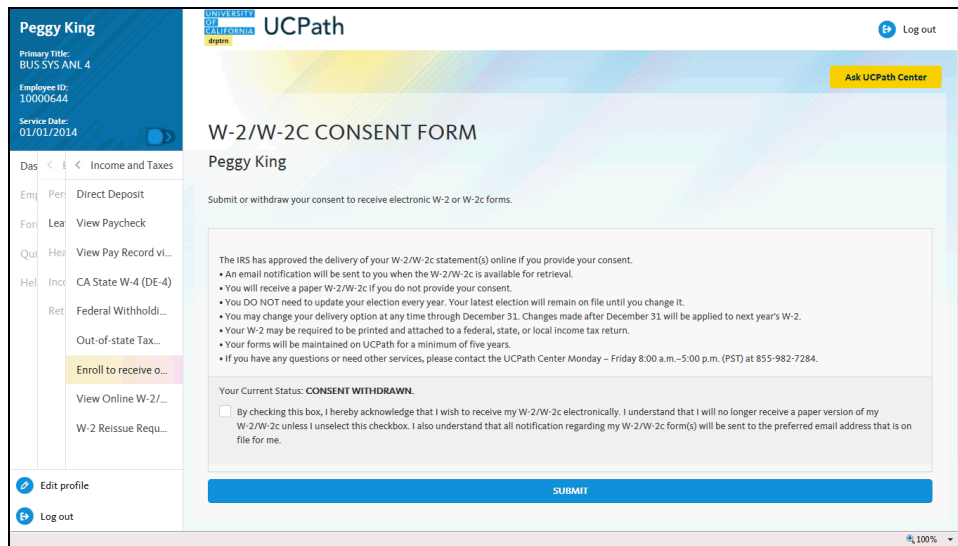 Peggy King
Primary Title:
BUS SYS ANL 4
Employee ID:
10000644
Service Date:
01/01/2014
UNIVERSITY
OF
CALIFORNIA
drptrn
UCPath
Log out
Ask UCPath Center
Das
Emp
For
Qui
Hel
Per
Lea
Hea
Inco
Ret
Income and Taxes
Direct Deposit
View Paycheck
View Pay Record vi...
CA State W-4 (DE-4)
Federal Withholdi...
Out-of-state Tax...
Enroll to receive o...
View Online W-2/...
W-2 Reissue Requ...
Edit profile
Log out
W-2/W-2C CONSENT FORM
Peggy King
Submit or withdraw your consent to receive electronic W-2 or W-2c forms.
The IRS has approved the delivery of your W-2/W-2c statement(s) online if you provide your consent.
• An email notification will be sent to you when the W-2/W-2c is available for retrieval.
• You will receive a paper W-2/W-2c if you do not provide your consent.
• You DO NOT need to update your election every year. Your latest election will remain on file until you change it.
• You may change your delivery option at any time through December 31. Changes made after December 31 will be applied to next year's W-2.
• Your W-2 may be required to be printed and attached to a federal, state, or local income tax return.
• Your forms will be maintained on UCPath for a minimum of five years.
• If you have any questions or need other services, please contact the UCPath Center Monday – Friday 8:00 a.m.–5:00 p.m. (PST) at 855-982-7284.
Your Current Status: CONSENT WITHDRAWN.
By checking this box, I hereby acknowledge that I wish to receive my W-2/W-2c electronically. I understand that I will no longer receive a paper version of my
W-2/W-2c unless I unselect this checkbox. I also understand that all notification regarding my W-2/W-2c form(s) will be sent to the preferred email address that is on
file for me.
SUBMIT
100%